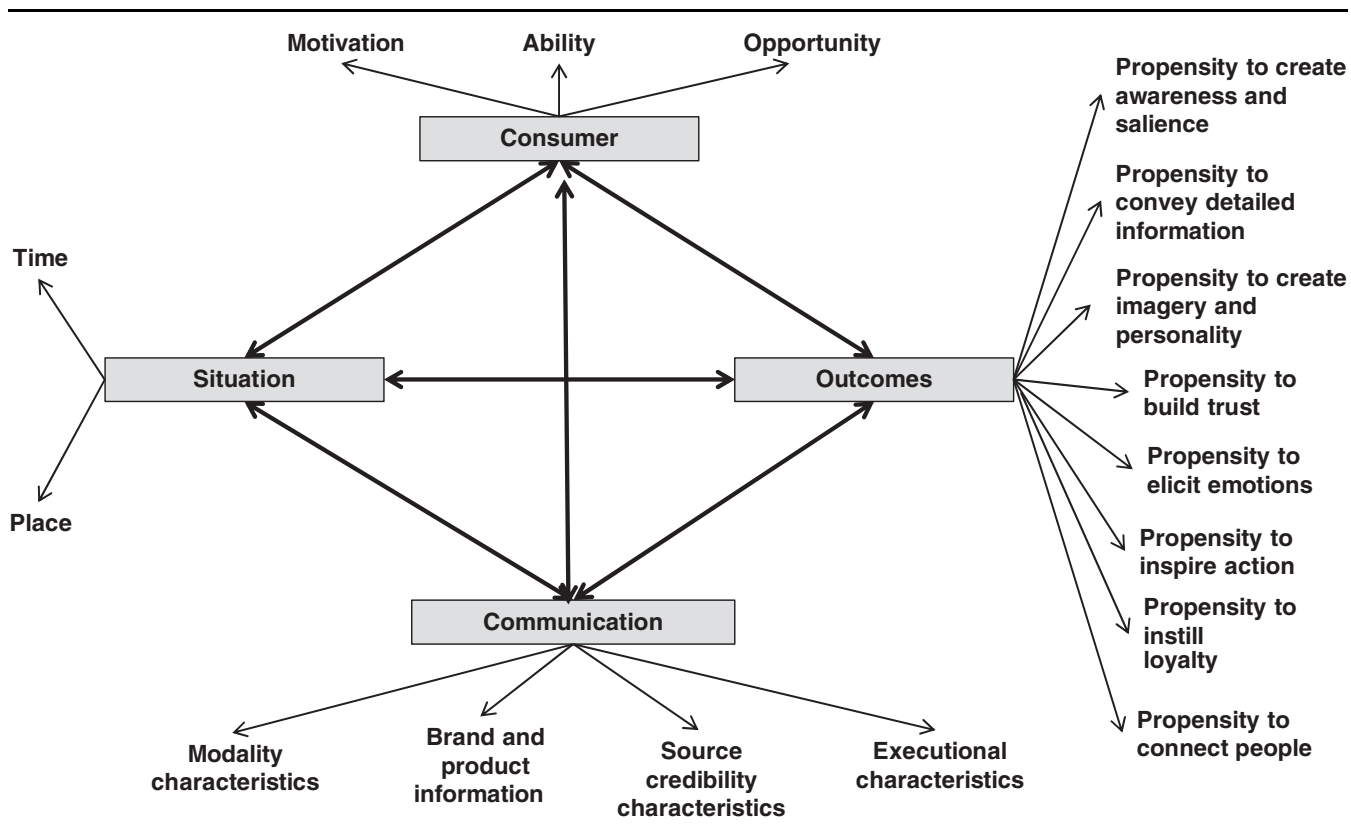 Motivation
Ability
Opportunity
Consumer
Propensity to create
awareness and
salience
Propensity to
convey detailed
information
Propensity to create
imagery and
personality
Time
Situation
Outcomes
Propensity to
build trust
Propensity to
elicit emotions
Place
Propensity to
inspire action
Propensity to
instill
loyalty
Communication
Propensity to
connect people
Modality
characteristics
Brand and
product
information
Source
credibility
characteristics
Executional
characteristics